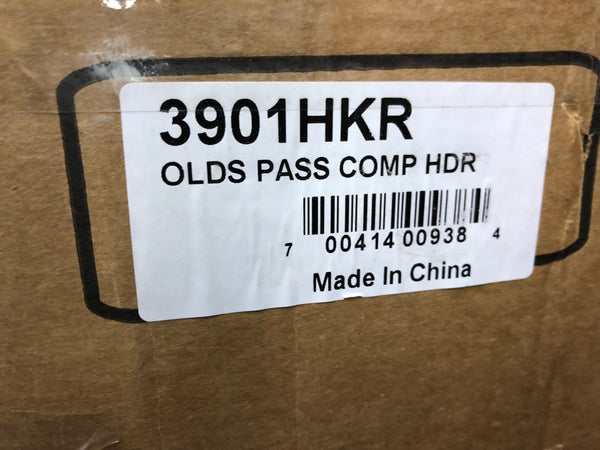 3901HKR
OLDS PASS COMP HDR
7 00414 00938 4
Made In China